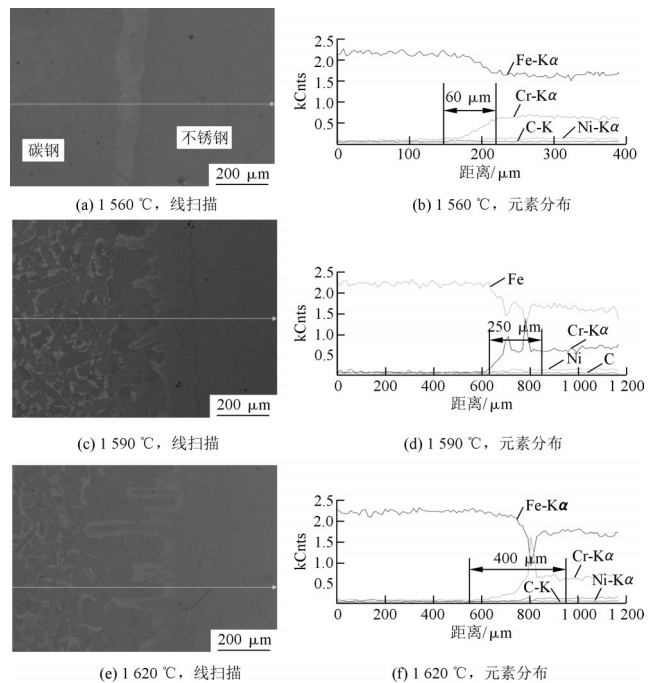 碳钢
不锈钢
200 μm
(a) 1 560 ℃，线扫描
kCnts
2.5
2.0
1.5
1.0
0.5
Fe-Kα
Cr-Kα
60 μm
C-K
Ni-Kα
0 100 200 300 400
距离/μm
(b) 1 560 ℃，元素分布
200 μm
(c) 1 590 ℃，线扫描
kCnts
2.5
2.0
1.5
1.0
0.5
Fe
250 μm
Cr-Kα
Ni
C
0 200 400 600 800 1 000 1 200
距离/μm
(d) 1 590 ℃，元素分布
200 μm
(e) 1 620 ℃，线扫描
kCnts
2.5
2.0
1.5
1.0
0.5
Fe-Kα
400 μm
Cr-Kα
C-K
Ni-Kα
0 200 400 600 800 1 000 1 200
距离/μm
(f) 1 620 ℃，元素分布